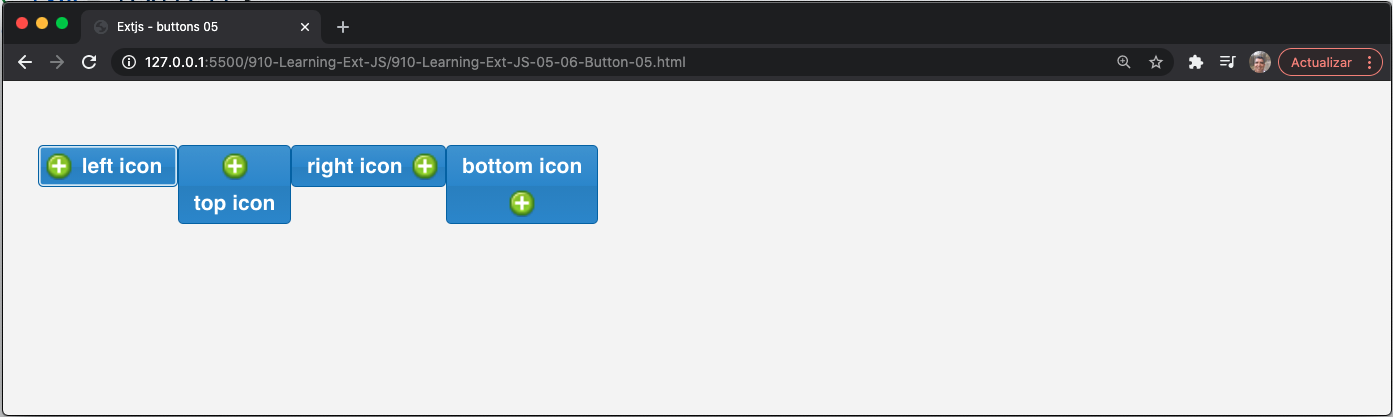 Extjs - buttons 05
127.0.0.1:5500/910-Learning-Ext-JS/910-Learning-Ext-JS-05-06-Button-05.html
Actualizar
left icon
top icon
right icon
bottom icon